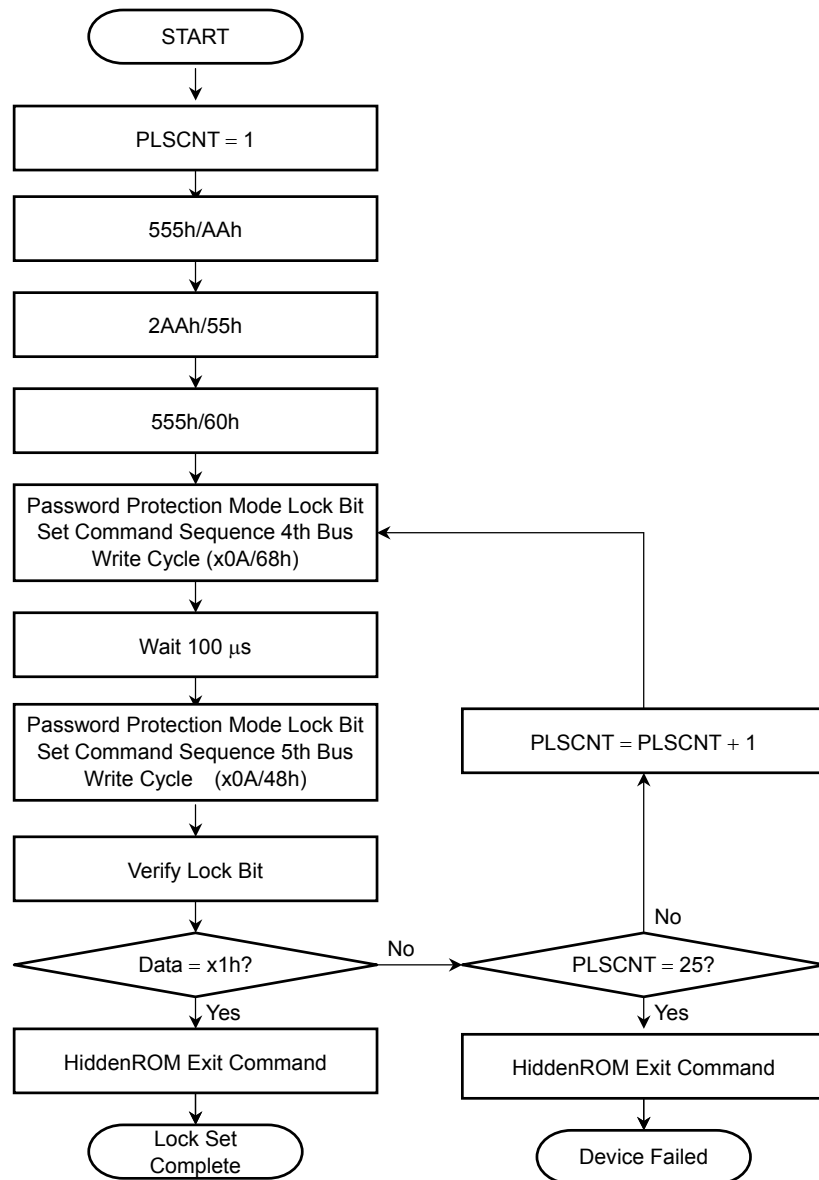 START
PLSCNT = 1
555h/AAh
2AAh/55h
555h/60h
Password Protection Mode Lock Bit
Set Command Sequence 4th Bus
Write Cycle (x0A/68h)
Wait 100 μs
Password Protection Mode Lock Bit
Set Command Sequence 5th Bus
Write Cycle (x0A/48h)
PLSCNT = PLSCNT + 1
Verify Lock Bit
No
Data = x1h?
No
PLSCNT = 25?
Yes
Yes
HiddenROM Exit Command
HiddenROM Exit Command
Lock Set
Complete
Device Failed